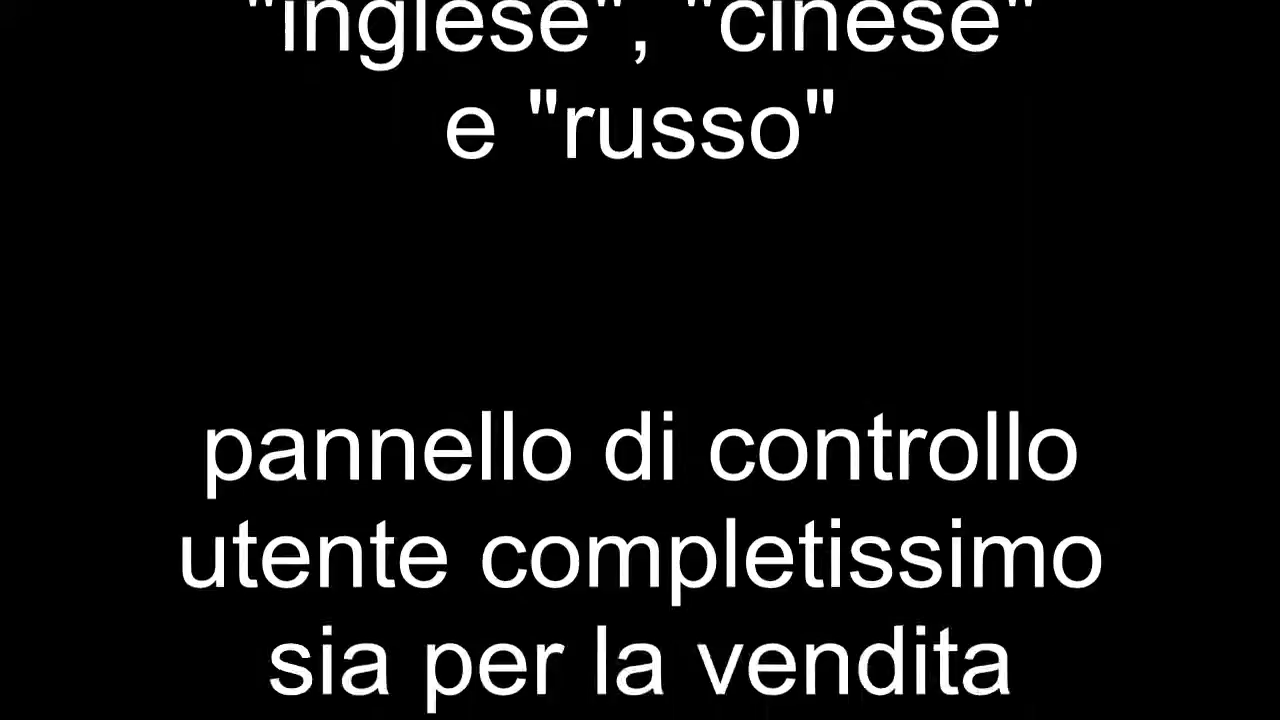 "inglese", "cinese"
e "russo"
pannello di controllo
utente completissimo
sia per la vendita